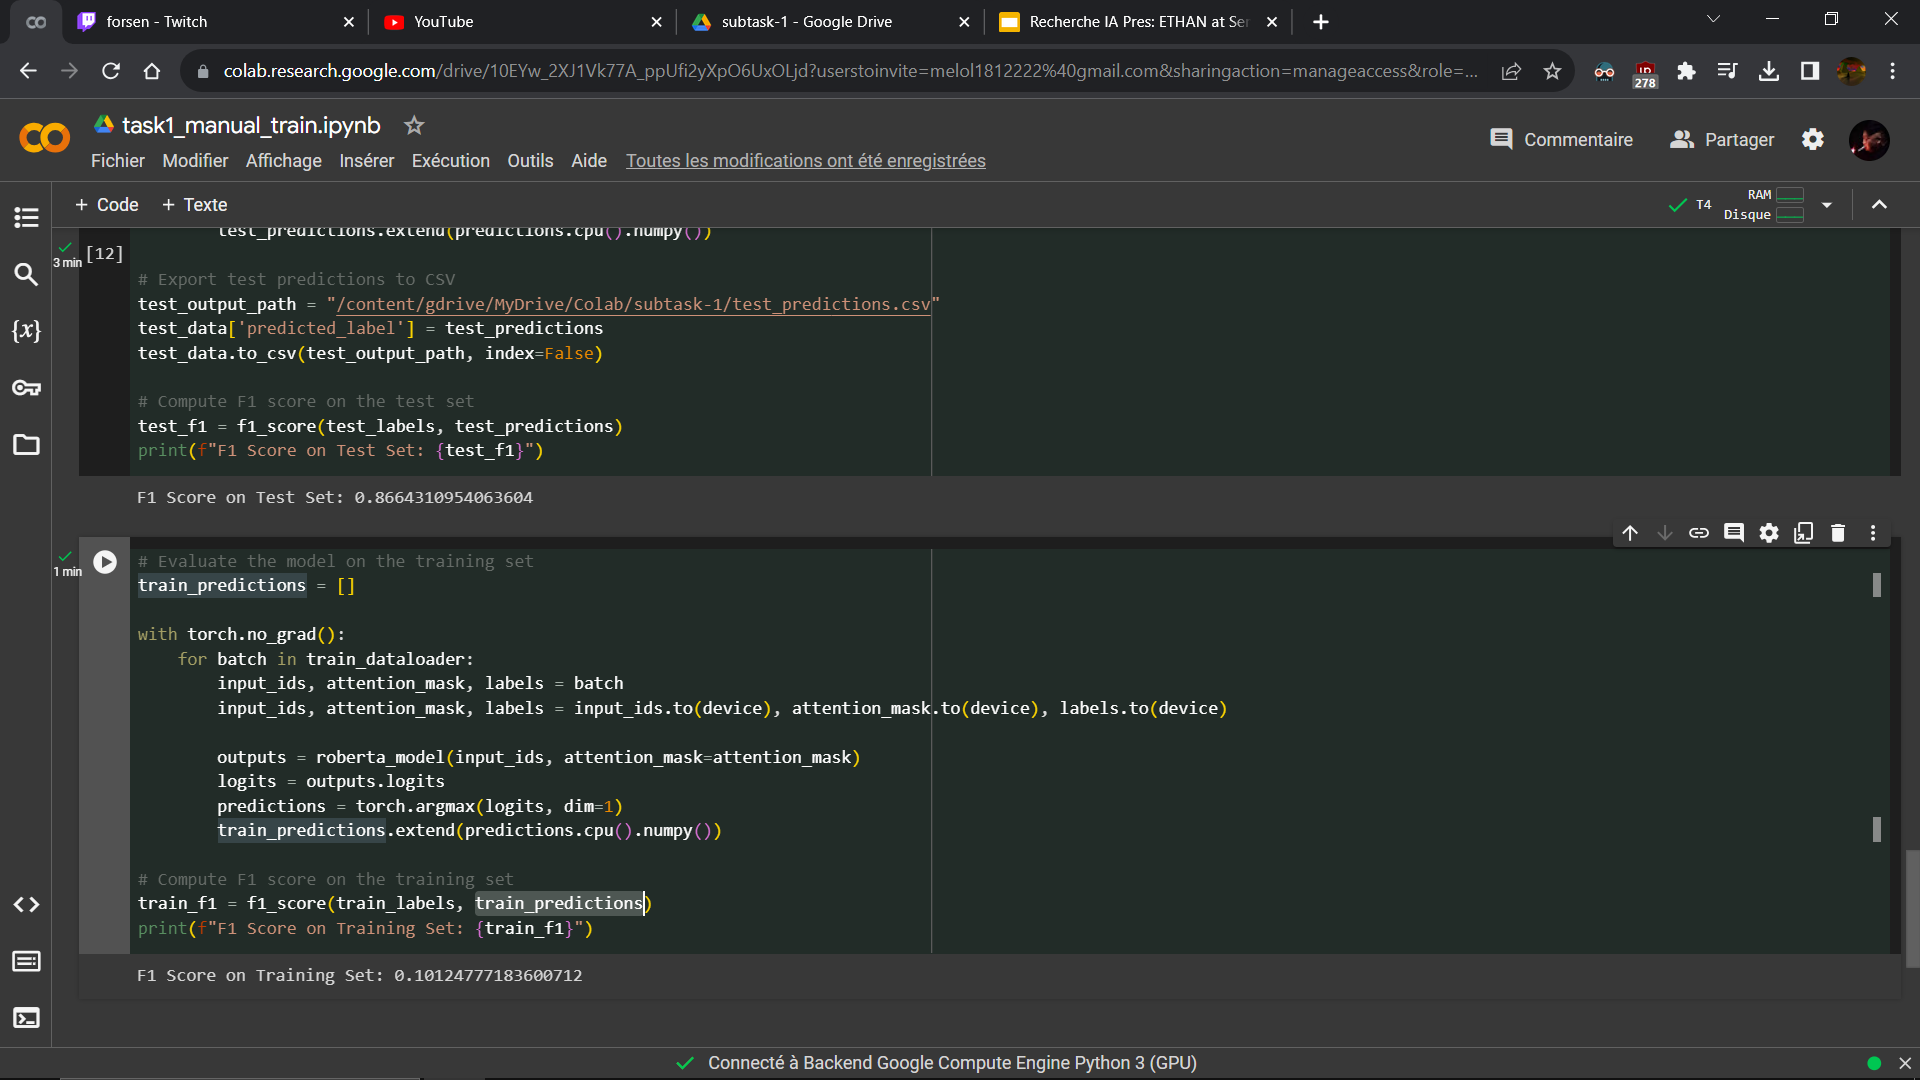 forsen - Twitch
YouTube
subtask-1 - Google Drive
Recherche IA Pres: ETHAN at Ser
colab.research.google.com/drive/10EYw_2XJ1Vk77A_ppUfi2yXpO6UxOLjd?userstoinvite=melol1812222%40gmail.com&sharingaction=manageaccess&role=...
278
task1_manual_train.ipynb
Commentaire
Partager
Fichier Modifier Affichage Insérer Exécution Outils Aide Toutes les modifications ont été enregistrées
+ Code + Texte
T4
RAM
Disque
test_predictions.extend(predictions.cpu().numpy())
[12]
3 min
# Export test predictions to CSV
test_output_path = "/content/gdrive/MyDrive/Colab/subtask-1/test_predictions.csv"
test_data['predicted_label'] = test_predictions
test_data.to_csv(test_output_path, index=False)
# Compute F1 score on the test set
test_f1 = f1_score(test_labels, test_predictions)
print(f"F1 Score on Test Set: {test_f1}")
F1 Score on Test Set: 0.8664310954063604
1 min
# Evaluate the model on the training set
train_predictions = []
with torch.no_grad():
for batch in train_dataloader:
input_ids, attention_mask, labels = batch
input_ids, attention_mask, labels = input_ids.to(device), attention_mask.to(device), labels.to(device)
outputs = roberta_model(input_ids, attention_mask=attention_mask)
logits = outputs.logits
predictions = torch.argmax(logits, dim=1)
train_predictions.extend(predictions.cpu().numpy())
# Compute F1 score on the training set
train_f1 = f1_score(train_labels, train_predictions)
print(f"F1 Score on Training Set: {train_f1}")
F1 Score on Training Set: 0.10124777183600712
Connecté à Backend Google Compute Engine Python 3 (GPU)